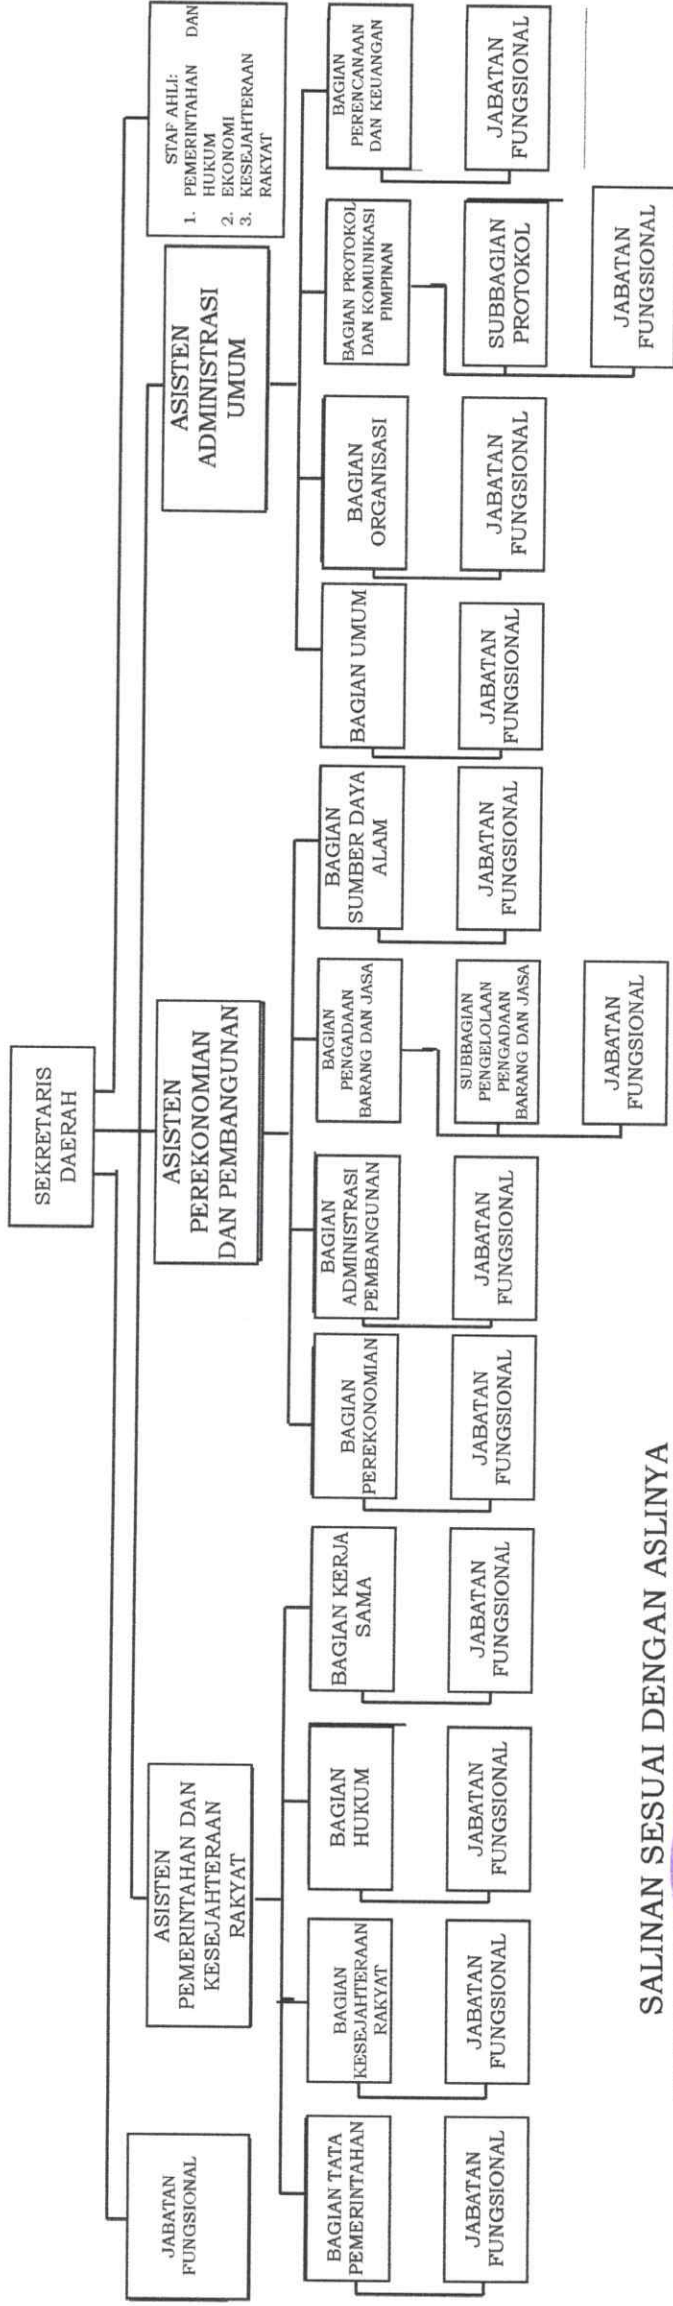 SEKRETARIS
DAERAH
JABATAN
FUNGSIONAL
ASISTEN
PEMERINTAHAN DAN
KESEJAHTERAAN
RAKYAT
ASISTEN
PEREKONOMIAN
DAN PEMBANGUNAN
ASISTEN
ADMINISTRASI
UMUM
STAF AHLI:
1. PEMERINTAHAN DAN
HUKUM
2. EKONOMI
3. KESEJAHTERAAN
RAKYAT
BAGIAN TATA
PEMERINTAHAN
BAGIAN
KESEJAHTERAAN
RAKYAT
BAGIAN
HUKUM
BAGIAN KERJA
SAMA
BAGIAN
PEREKONOMIAN
BAGIAN
ADMINISTRASI
PEMBANGUNAN
BAGIAN
PENGADAAN
BARANG DAN JASA
BAGIAN
SUMBER DAYA
ALAM
BAGIAN UMUM
BAGIAN
ORGANISASI
BAGIAN PROTOKOL
DAN KOMUNIKASI
PIMPINAN
BAGIAN
PERENCANAAN
DAN KEUANGAN
JABATAN
FUNGSIONAL
JABATAN
FUNGSIONAL
JABATAN
FUNGSIONAL
JABATAN
FUNGSIONAL
JABATAN
FUNGSIONAL
JABATAN
FUNGSIONAL
SUBBAGIAN
PENGELOLAAN
PENGADAAN
BARANG DAN JASA
JABATAN
FUNGSIONAL
JABATAN
FUNGSIONAL
JABATAN
FUNGSIONAL
SUBBAGIAN
PROTOKOL
JABATAN
FUNGSIONAL
JABATAN
FUNGSIONAL
JABATAN
FUNGSIONAL
SALINAN SESUAI DENGAN ASLINYA